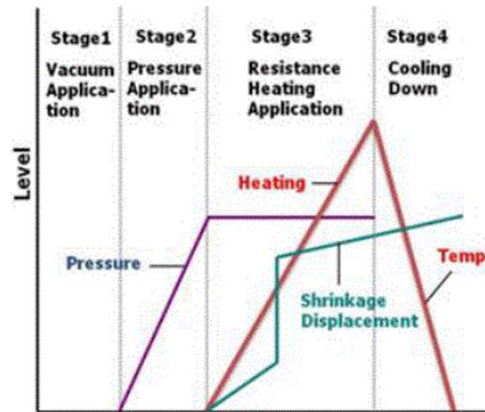 Stage1
Vacuum
Applica-
tion
Stage2
Pressure
Applica-
tion
Stage3
Resistance
Heating
Application
Stage4
Cooling
Down
Level
Heating
Pressure
Temp
Shrinkage
Displacement